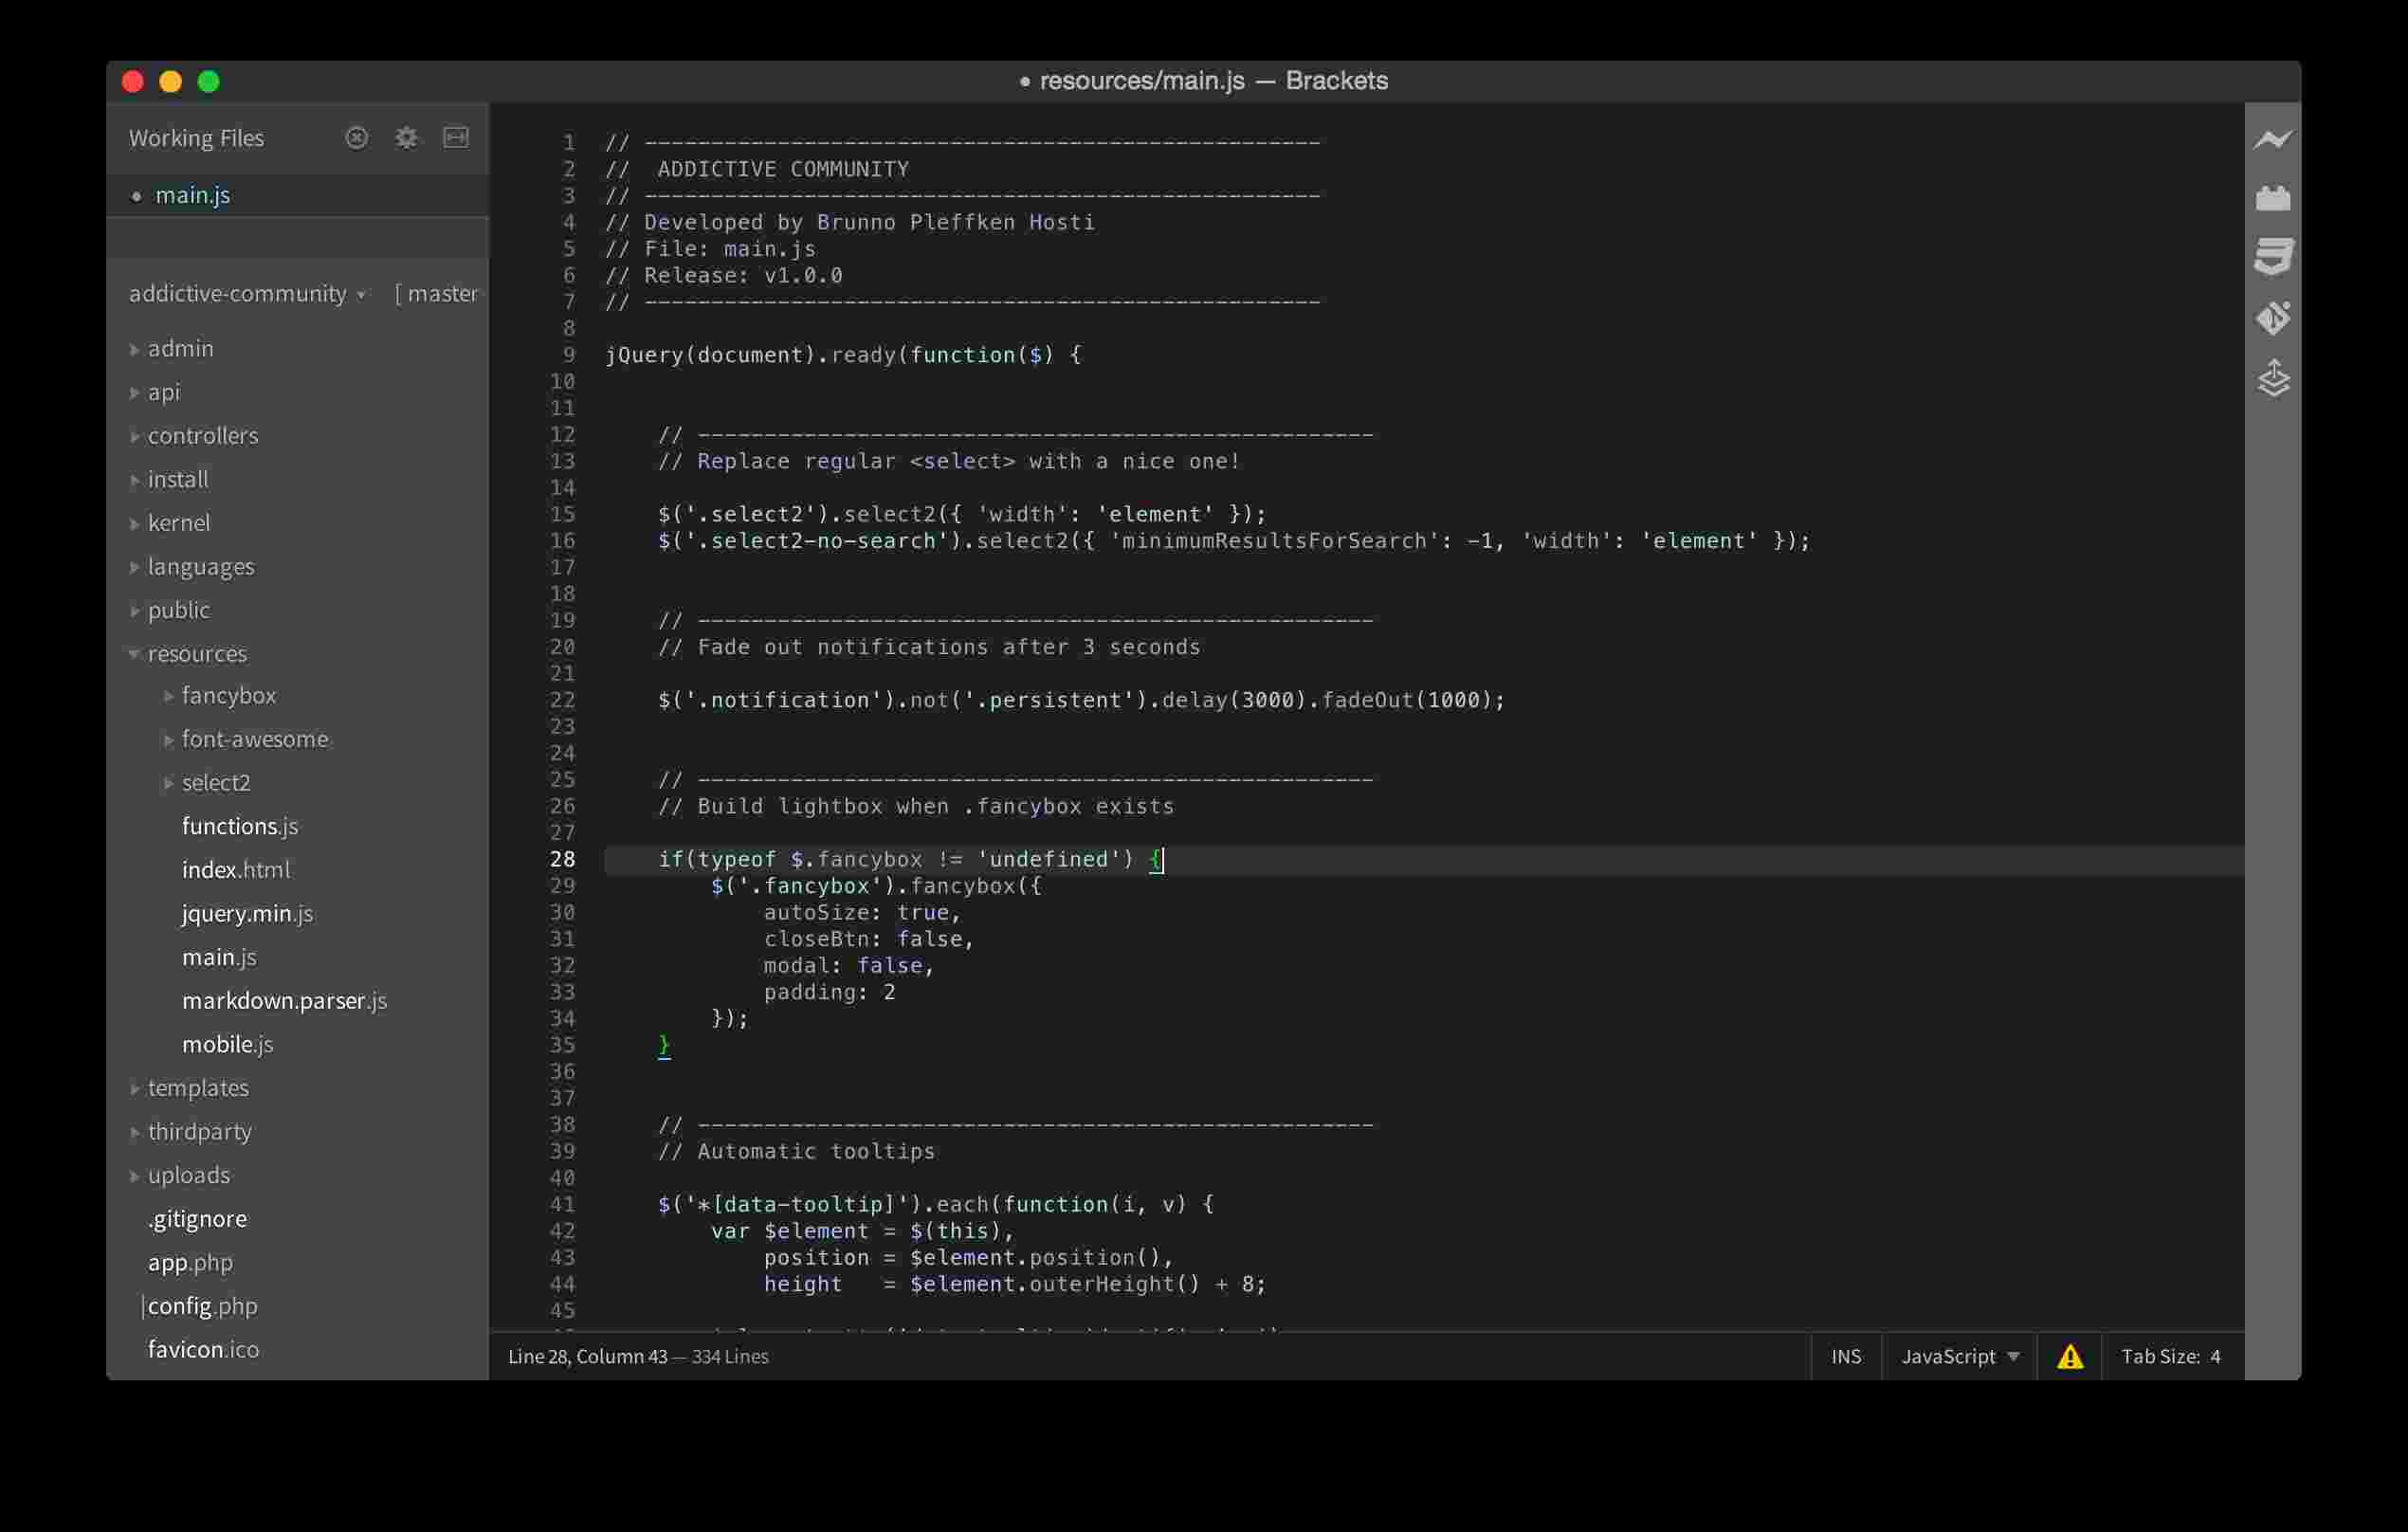 • resources/main.js — Brackets
Working Files
• main.js
addictive-community ▾ [ master
admin
api
controllers
install
kernel
languages
public
resources
fancybox
font-awesome
select2
functions.js
index.html
jquery.min.js
main.js
markdown.parser.js
mobile.js
templates
thirdparty
uploads
.gitignore
app.php
config.php
favicon.ico
1 // ---------------------------------------------------
2 //  ADDICTIVE COMMUNITY
3 // ---------------------------------------------------
4 // Developed by Brunno Pleffken Hosti
5 // File: main.js
6 // Release: v1.0.0
7 // ---------------------------------------------------
8
9 jQuery(document).ready(function($) {
10
11
12     // ---------------------------------------------------
13     // Replace regular <select> with a nice one!
14
15     $('.select2').select2({ 'width': 'element' });
16     $('.select2-no-search').select2({ 'minimumResultsForSearch': -1, 'width': 'element' });
17
18
19     // ---------------------------------------------------
20     // Fade out notifications after 3 seconds
21
22     $('.notification').not('.persistent').delay(3000).fadeOut(1000);
23
24
25     // ---------------------------------------------------
26     // Build lightbox when .fancybox exists
27
28     if(typeof $.fancybox != 'undefined') {
29         $('.fancybox').fancybox({
30             autoSize: true,
31             closeBtn: false,
32             modal: false,
33             padding: 2
34         });
35     }
36
37
38     // ---------------------------------------------------
39     // Automatic tooltips
40
41     $('*[data-tooltip]').each(function(i, v) {
42         var $element = $(this),
43             position = $element.position(),
44             height   = $element.outerHeight() + 8;
45
Line 28, Column 43 — 334 Lines
INS
JavaScript
Tab Size: 4